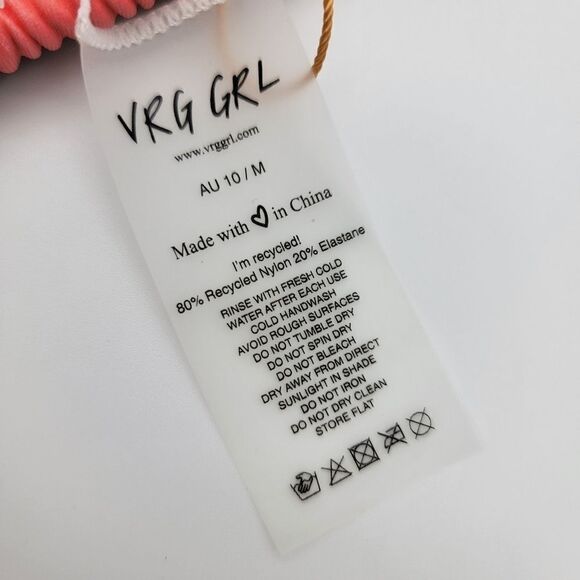 VRG GRL
www.vrggrl.com
AU 10 / M
Made with in China
I'm recycled!
80% Recycled Nylon 20% Elastane
RINSE WITH FRESH COLD
WATER AFTER EACH USE
COLD HANDWASH
AVOID ROUGH SURFACES
DO NOT TUMBLE DRY
DO NOT SPIN DRY
DO NOT BLEACH
DRY AWAY FROM DIRECT
SUNLIGHT IN SHADE
DO NOT IRON
DO NOT DRY CLEAN
STORE FLAT